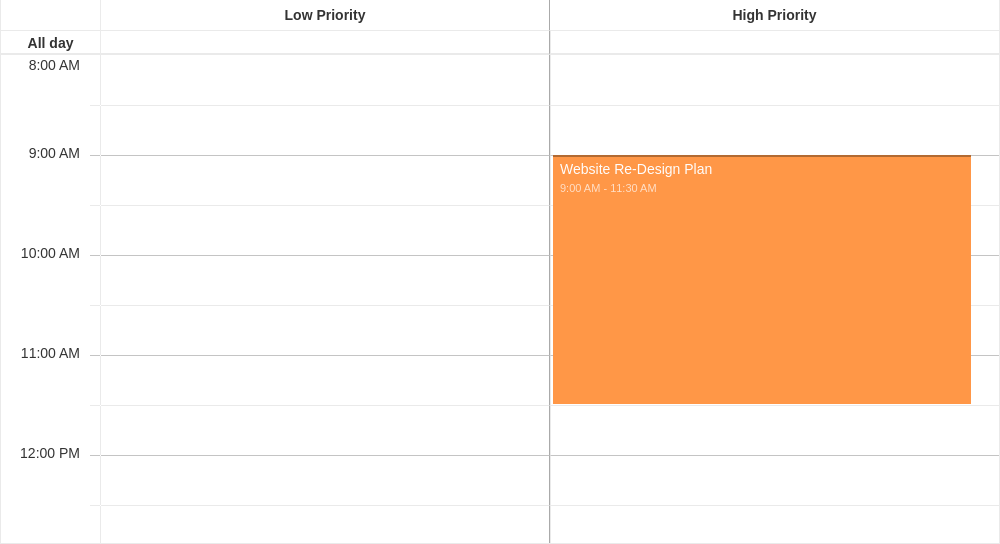 Low Priority
High Priority
All day
8:00 AM
9:00 AM
Website Re-Design Plan
9:00 AM - 11:30 AM
10:00 AM
11:00 AM
12:00 PM